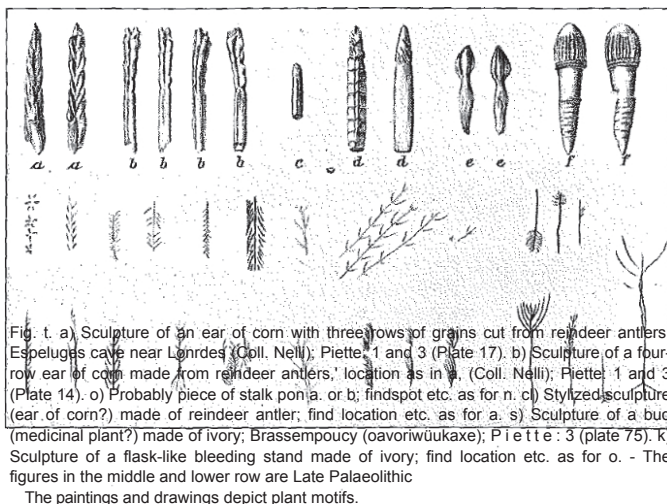 a a b b b b c d d e e f f
Fig. t. a) Sculpture of an ear of corn with three rows of grains cut from reindeer antlers
Espeluges cave near Lonrdes (Coll. Nelli); Piette, 1 and 3 (Plate 17). b) Sculpture of a four-
row ear of corn made from reindeer antlers,' location as in a, (Coll. Nelli); Piette: 1 and 3
(Plate 14). o) Probably piece of stalk pon a. or b; findspot etc. as for n. cl) Stylized sculpture
(ear of corn?) made of reindeer antler; find location etc. as for a. s) Sculpture of a bud
(medicinal plant?) made of ivory; Brassempoucy (oavoriwüukaxe); Piette: 3 (plate 75). K)
Sculpture of a flask-like bleeding stand made of ivory; find location etc. as for o. - The
figures in the middle and lower row are Late Palaeolithic
The paintings and drawings depict plant motifs.